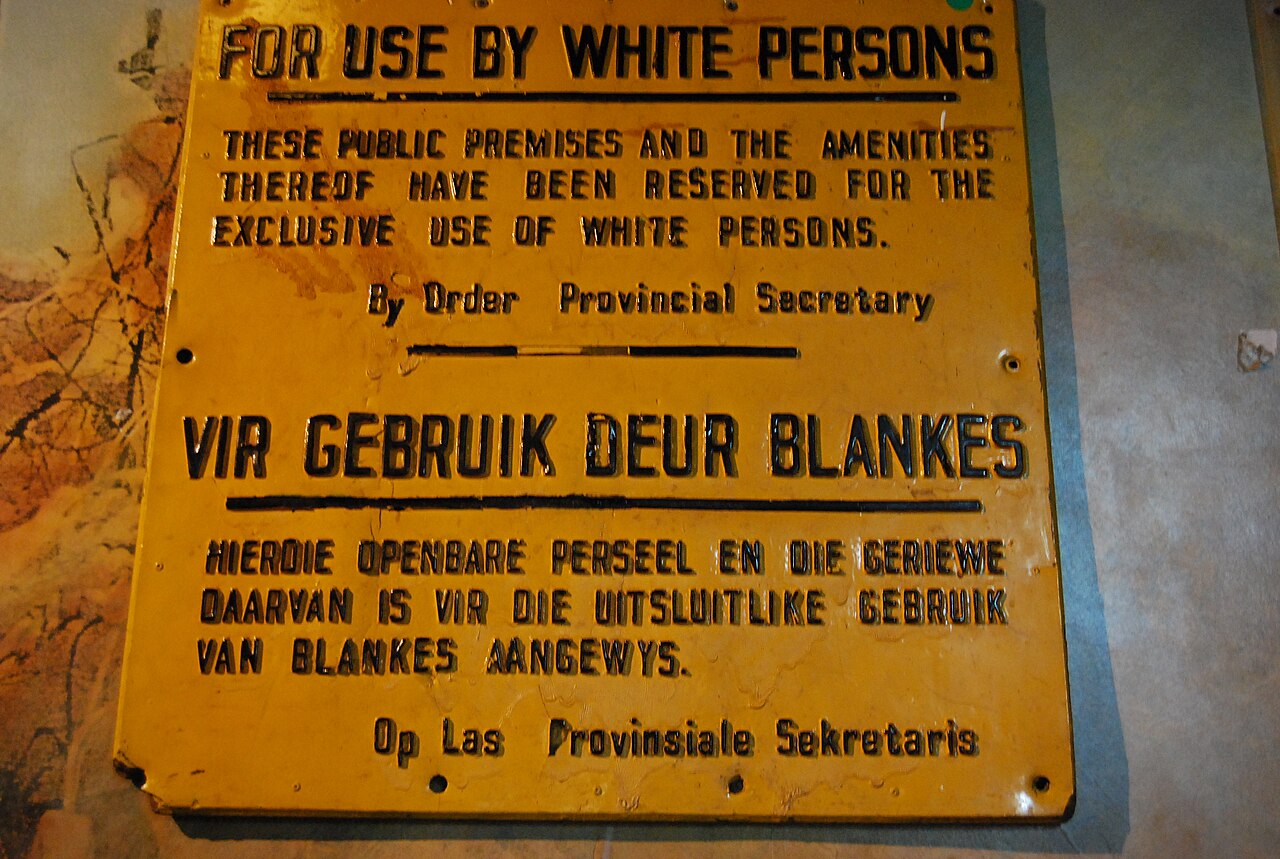 FOR USE BY WHITE PERSONS
THESE PUBLIC PREMISES AND THE AMENITIES
THEREOF HAVE BEEN RESERVED FOR THE
EXCLUSIVE USE OF WHITE PERSONS.
By Order Provincial Secretary
VIR GEBRUIK DEUR BLANKES
HIERDIE OPENBARE PERSEEL EN DIE GERIEWE
DAARVAN IS VIR DIE UITSLUITLIKE GEBRUIK
VAN BLANKES AANGEWYS.
Op Las Provinsiale Sekretaris